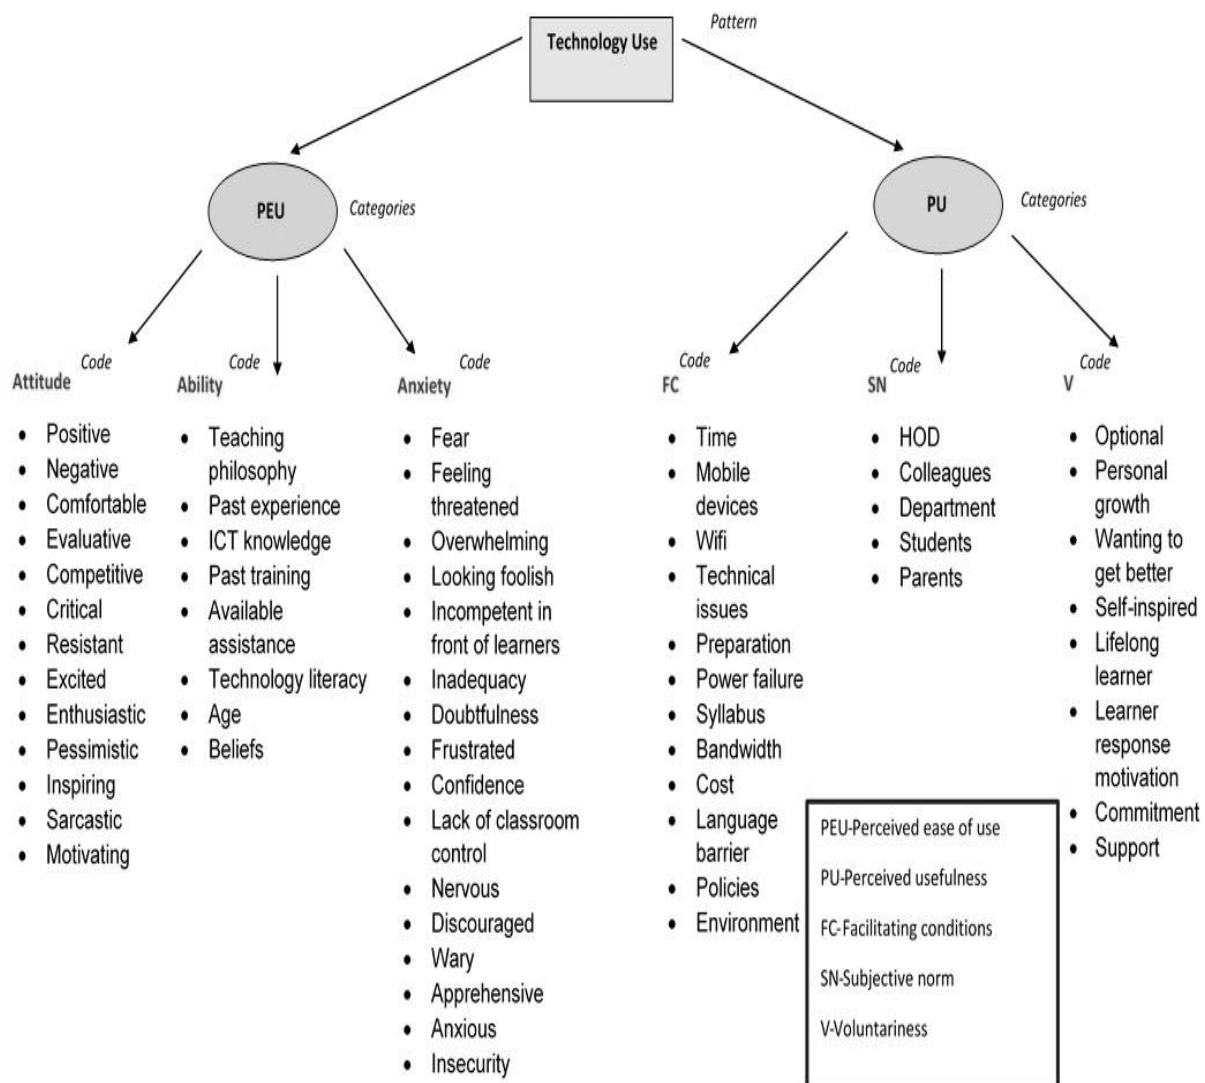 Technology Use
Pattern
PEU
Categories
PU
Categories
Code
Attitude
• Positive
• Negative
• Comfortable
• Evaluative
• Competitive
• Critical
• Resistant
• Excited
• Enthusiastic
• Pessimistic
• Inspiring
• Sarcastic
• Motivating
Code
Ability
• Teaching
philosophy
• Past experience
• ICT knowledge
• Past training
• Available
assistance
• Technology literacy
• Age
• Beliefs
Code
Anxiety
• Fear
• Feeling
threatened
• Overwhelming
• Looking foolish
• Incompetent in
front of learners
• Inadequacy
• Doubtfulness
• Frustrated
• Confidence
• Lack of classroom
control
• Nervous
• Discouraged
• Wary
• Apprehensive
• Anxious
• Insecurity
Code
FC
• Time
• Mobile
devices
• Wifi
• Technical
issues
• Preparation
• Power failure
• Syllabus
• Bandwidth
• Cost
• Language
barrier
• Policies
• Environment
Code
SN
• HOD
• Colleagues
• Department
• Students
• Parents
Code
V
• Optional
• Personal
growth
• Wanting to
get better
• Self-inspired
• Lifelong
learner
• Learner
response
motivation
• Commitment
• Support
PEU-Perceived ease of use
PU-Perceived usefulness
FC-Facilitating conditions
SN-Subjective norm
V-Voluntariness